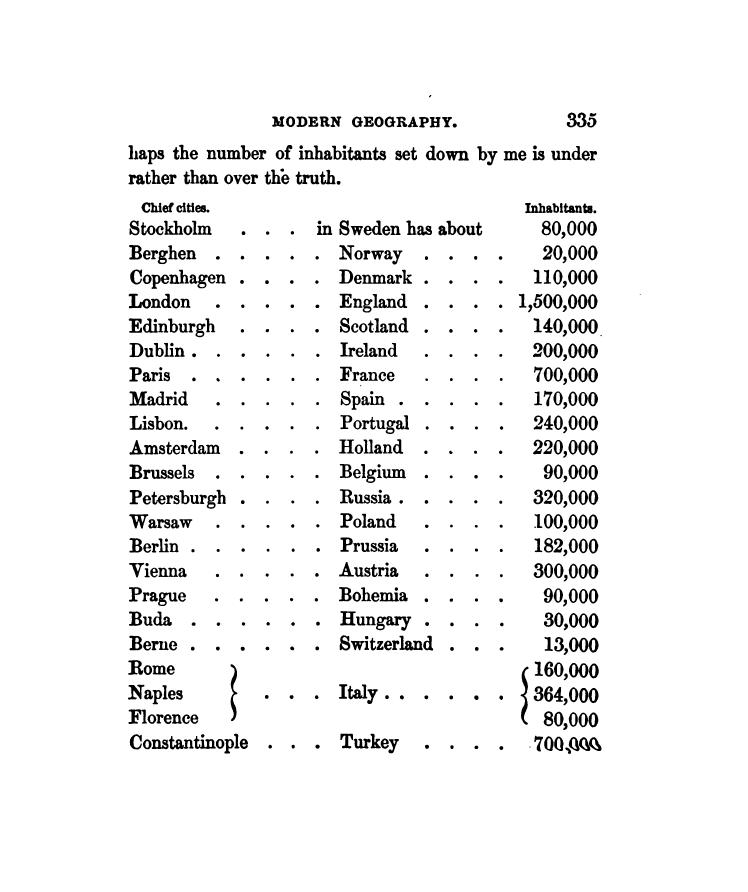 MODERN GEOGRAPHY. 335
haps the number of inhabitants set down by me is under
rather than over the truth.
Chief cities. Inhabitants.
Stockholm . . . in Sweden has about 80,000
Berghen . . . . . Norway . . . . 20,000
Copenhagen . . . . Denmark . . . . 110,000
London . . . . . England . . . . 1,500,000
Edinburgh . . . . Scotland . . . . 140,000
Dublin . . . . . . Ireland . . . . 200,000
Paris . . . . . . France . . . . 700,000
Madrid . . . . . Spain . . . . . 170,000
Lisbon. . . . . . Portugal . . . . 240,000
Amsterdam . . . . Holland . . . . 220,000
Brussels . . . . . Belgium . . . . 90,000
Petersburgh . . . . Russia . . . . . 320,000
Warsaw . . . . . Poland . . . . 100,000
Berlin . . . . . . Prussia . . . . 182,000
Vienna . . . . . Austria . . . . 300,000
Prague . . . . . Bohemia . . . . 90,000
Buda . . . . . . Hungary . . . . 30,000
Berne . . . . . . Switzerland . . . 13,000
Rome 160,000
Naples . . . Italy . . . . . . 364,000
Florence 80,000
Constantinople . . . Turkey . . . . 700,000